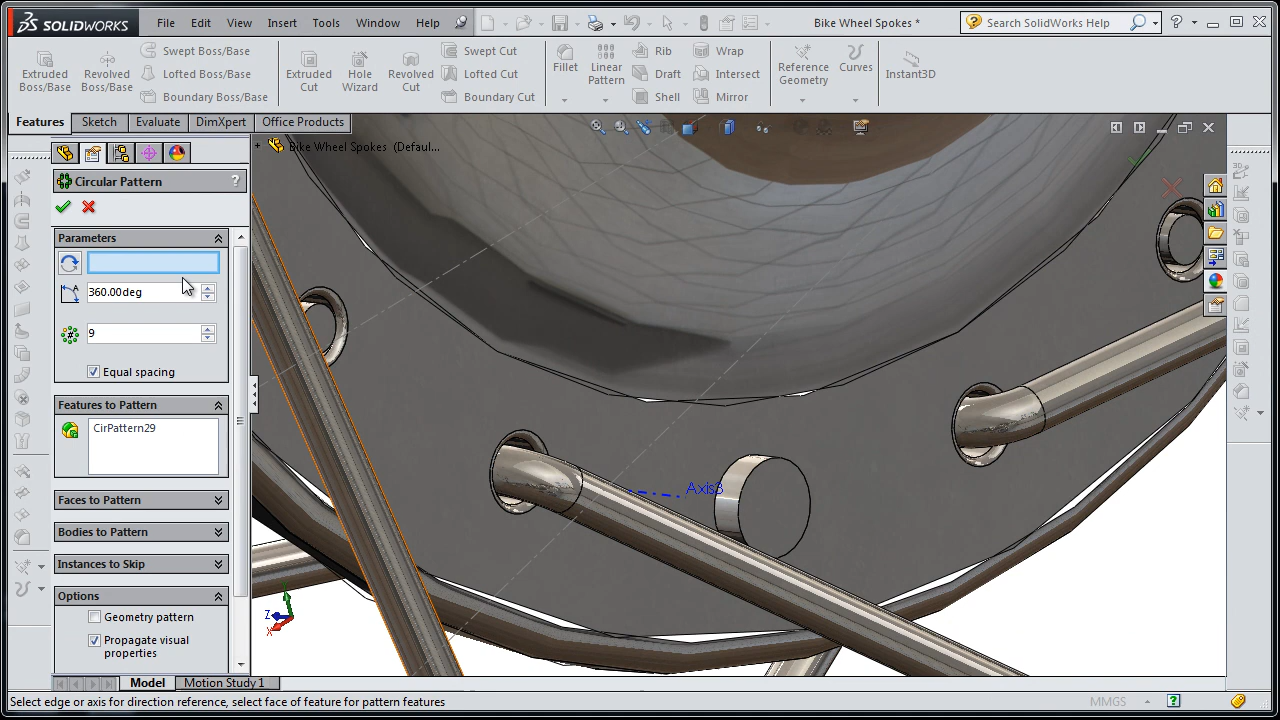 SOLIDWORKS
File Edit View Insert Tools Window Help
Bike Wheel Spokes *
Search SolidWorks Help
?
Extruded Boss/Base
Revolved Boss/Base
Swept Boss/Base
Lofted Boss/Base
Boundary Boss/Base
Extruded Cut
Hole Wizard
Revolved Cut
Swept Cut
Lofted Cut
Boundary Cut
Fillet
Linear Pattern
Rib
Draft
Shell
Wrap
Intersect
Mirror
Reference Geometry
Curves
Instant3D
Features Sketch Evaluate DimXpert Office Products
+ Bike Wheel Spokes (Defaul...
Circular Pattern ?
Parameters
360.00deg
9
Equal spacing
Features to Pattern
CirPattern29
Faces to Pattern
Bodies to Pattern
Instances to Skip
Options
Geometry pattern
Propagate visual
properties
Axis3
Y
Z
X
Model Motion Study 1
Select edge or axis for direction reference, select face of feature for pattern features
MMGS
?